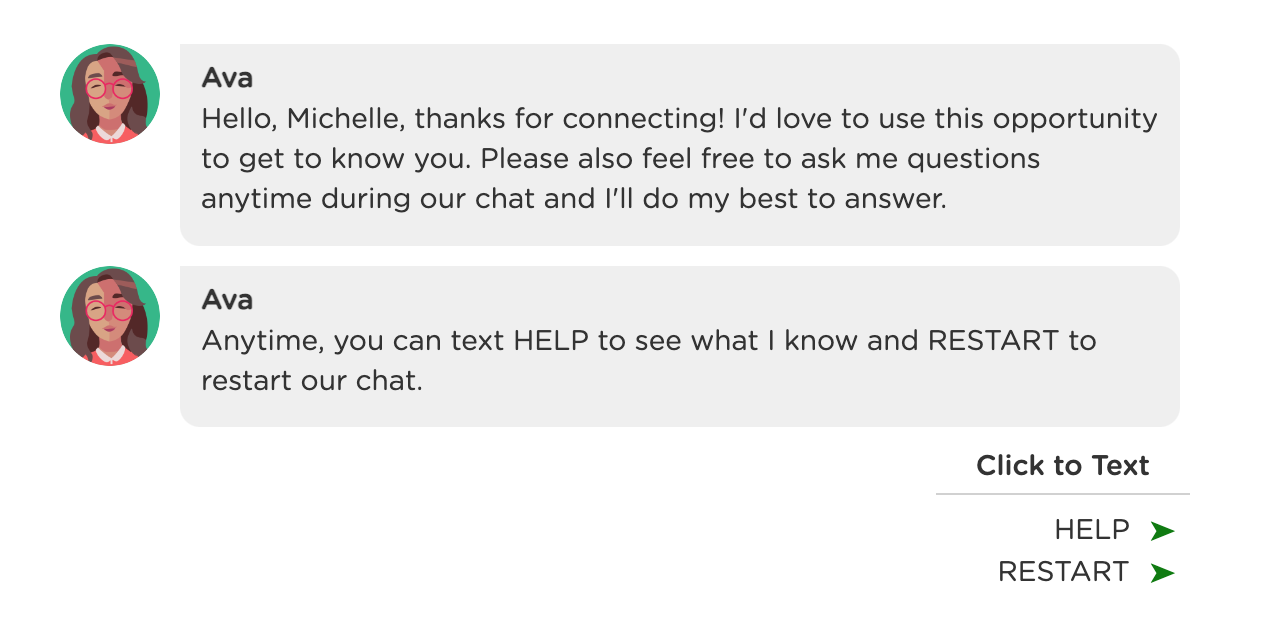 Ava
Hello, Michelle, thanks for connecting! I'd love to use this opportunity
to get to know you. Please also feel free to ask me questions
anytime during our chat and I'll do my best to answer.
Ava
Anytime, you can text HELP to see what I know and RESTART to
restart our chat.
Click to Text
HELP
RESTART